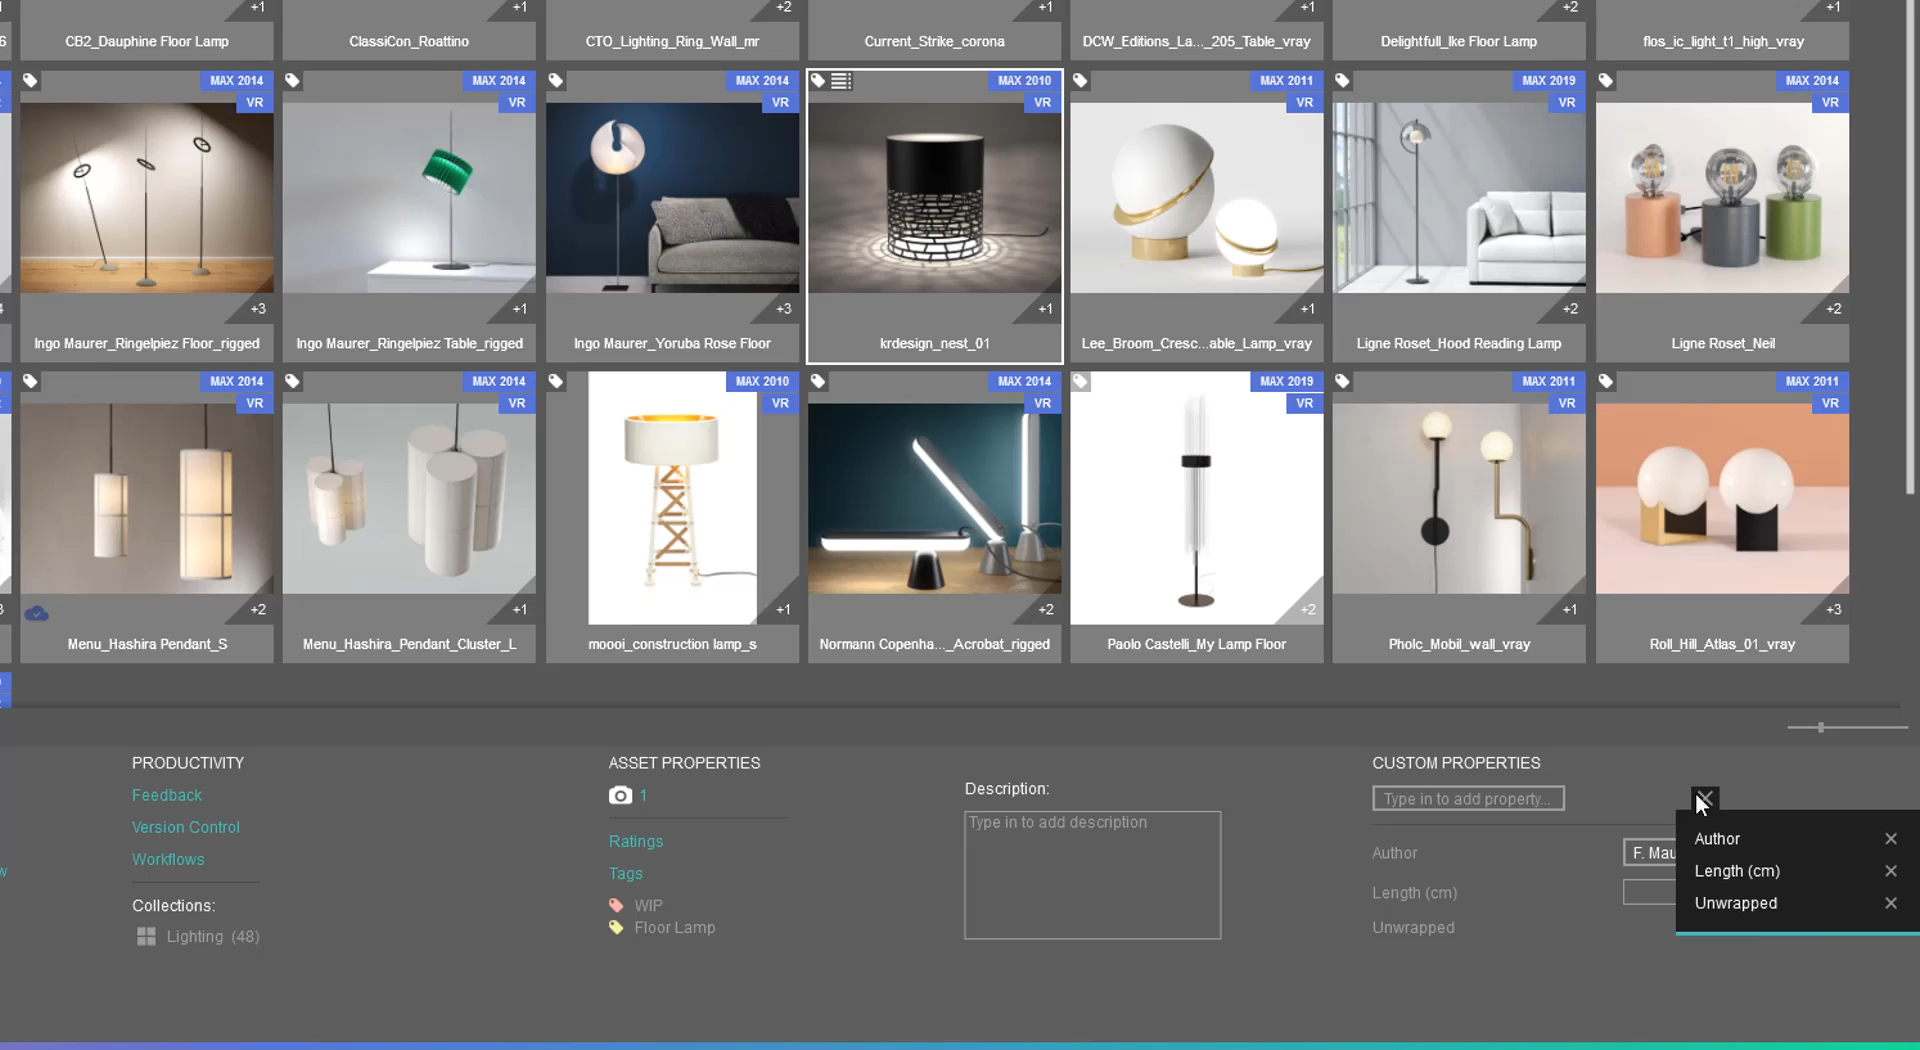 +1
+1
+2
+1
+1
+2
+1
6
CB2_Dauphine Floor Lamp
ClassiCon_Roattino
CTO_Lighting_Ring_Wall_mr
Current_Strike_corona
DCW_Editions_La..._205_Table_vray
Delightfull_Ike Floor Lamp
flos_ic_light_t1_high_vray
MAX 2014
VR
MAX 2014
VR
MAX 2014
VR
MAX 2010
VR
MAX 2011
VR
MAX 2019
VR
MAX 2014
VR
+3
+1
+3
+1
+1
+2
+2
Ingo Maurer_Ringelpiez Floor_rigged
Ingo Maurer_Ringelpiez Table_rigged
Ingo Maurer_Yoruba Rose Floor
krdesign_nest_01
Lee_Broom_Cresc...able_Lamp_vray
Ligne Roset_Hood Reading Lamp
Ligne Roset_Neil
MAX 2014
VR
MAX 2014
VR
MAX 2010
VR
MAX 2014
VR
MAX 2019
VR
MAX 2011
VR
MAX 2011
VR
+2
+1
+1
+2
+2
+1
+3
Menu_Hashira Pendant_S
Menu_Hashira_Pendant_Cluster_L
moooi_construction lamp_s
Normann Copenha..._Acrobat_rigged
Paolo Castelli_My Lamp Floor
Pholc_Mobil_wall_vray
Roll_Hill_Atlas_01_vray
PRODUCTIVITY
Feedback
Version Control
Workflows
Collections:
Lighting (48)
ASSET PROPERTIES
1
Ratings
Tags
WIP
Floor Lamp
Description:
Type in to add description
CUSTOM PROPERTIES
Type in to add property...
Author
F. Mau
Length (cm)
Unwrapped
Author
Length (cm)
Unwrapped